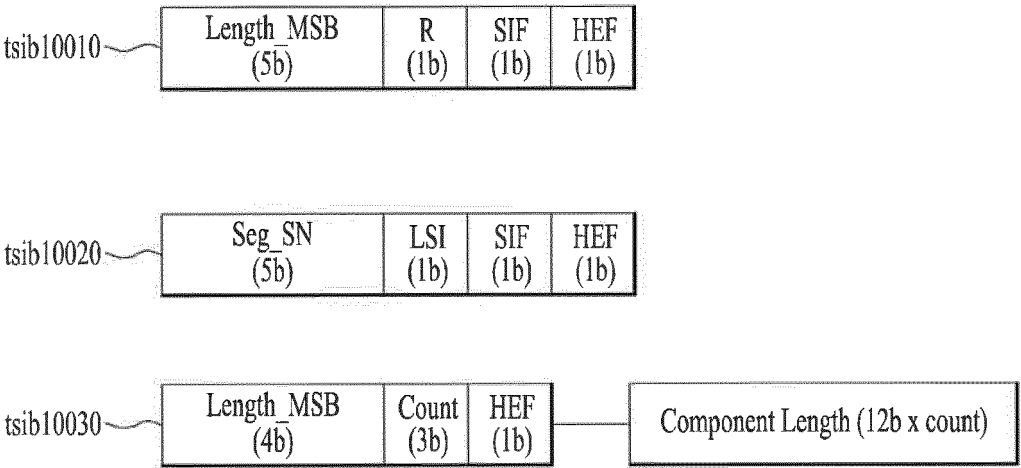 tsib10010
Length_MSB (5b)
R (1b)
SIF (1b)
HEF (1b)
tsib10020
Seg_SN (5b)
LSI (1b)
SIF (1b)
HEF (1b)
tsib10030
Length_MSB (4b)
Count (3b)
HEF (1b)
Component Length (12b x count)